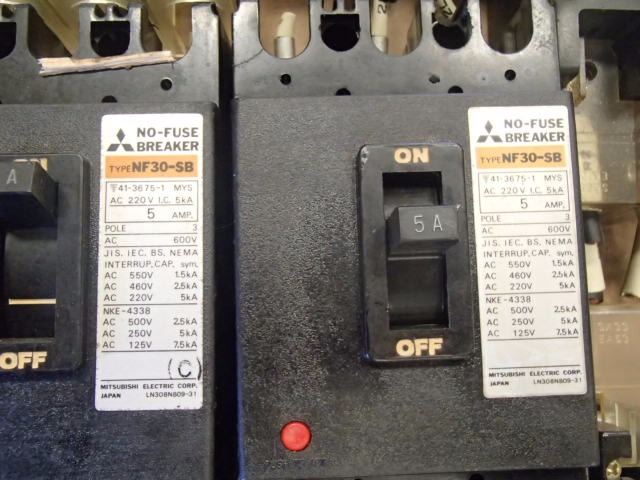 ON
A
OFF
NO-FUSE
BREAKER
TYPE NF30-SB
41-3675-1 MYS
AC 220V I.C. 5kA
5 AMP.
POLE 3
AC 600V
JIS, IEC, BS, NEMA
INTERRUP. CAP. sym.
AC 550V 1.5kA
AC 460V 2.5kA
AC 220V 5kA
NKE-4338
AC 500V 2.5kA
AC 250V 5kA
AC 125V 7.5kA
(C)
MITSUBISHI ELECTRIC CORP.
JAPAN LN308N809-31
ON
5A
OFF
NO-FUSE
BREAKER
TYPE NF30-SB
41-3675-1 MYS
AC 220V I.C. 5kA
5 AMP.
POLE 3
AC 600V
JIS, IEC, BS, NEMA
INTERRUP. CAP. sym.
AC 550V 1.5kA
AC 460V 2.5kA
AC 220V 5kA
NKE-4338
AC 500V 2.5kA
AC 250V 5kA
AC 125V 7.5kA
MITSUBISHI ELECTRIC CORP.
JAPAN LN308N809-31